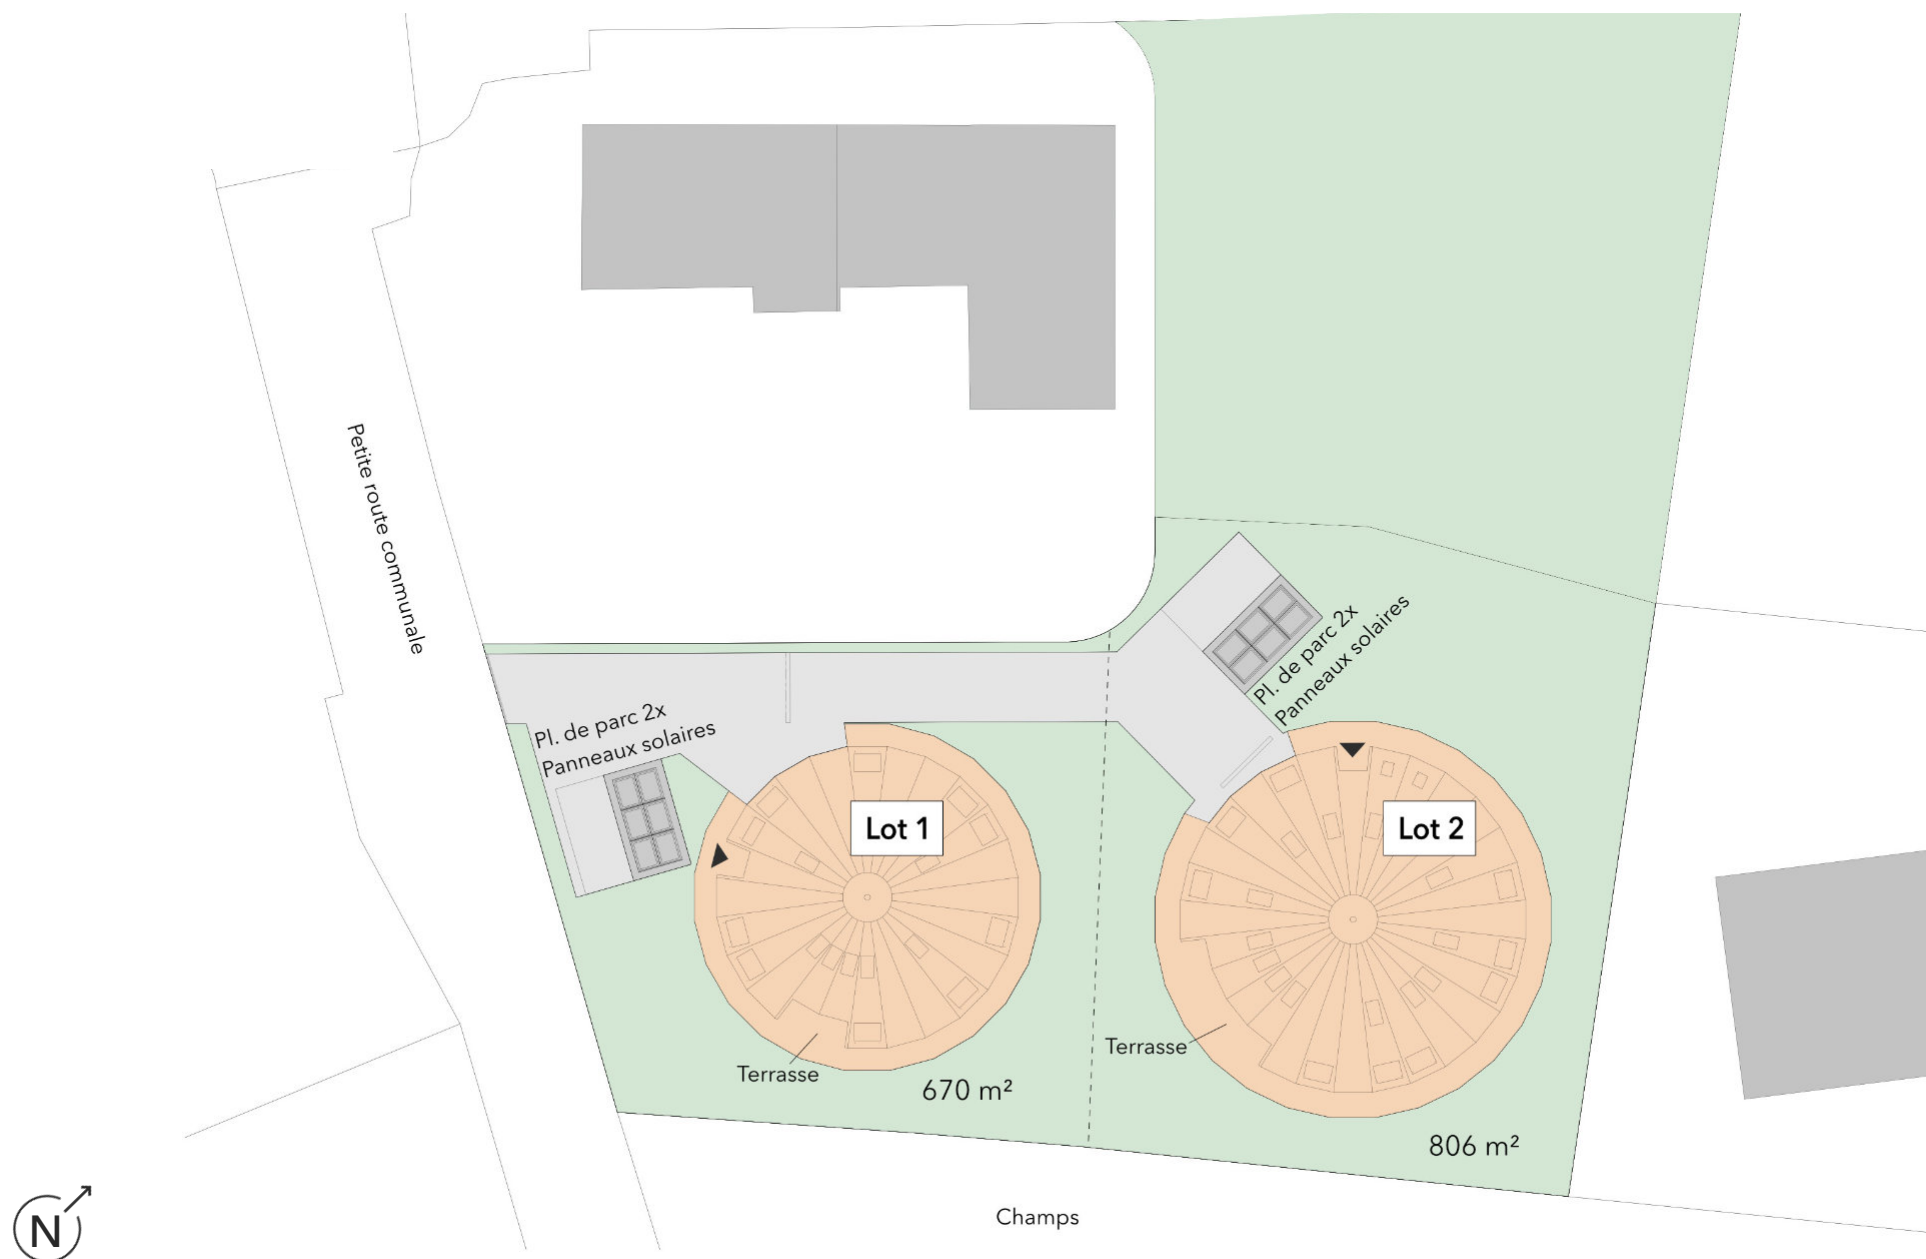 Petite route communale
Pl. de parc 2x
Panneaux solaires
Pl. de parc 2x
Panneaux solaires
Lot 1
Lot 2
Terrasse
Terrasse
670 m²
806 m²
Champs
N